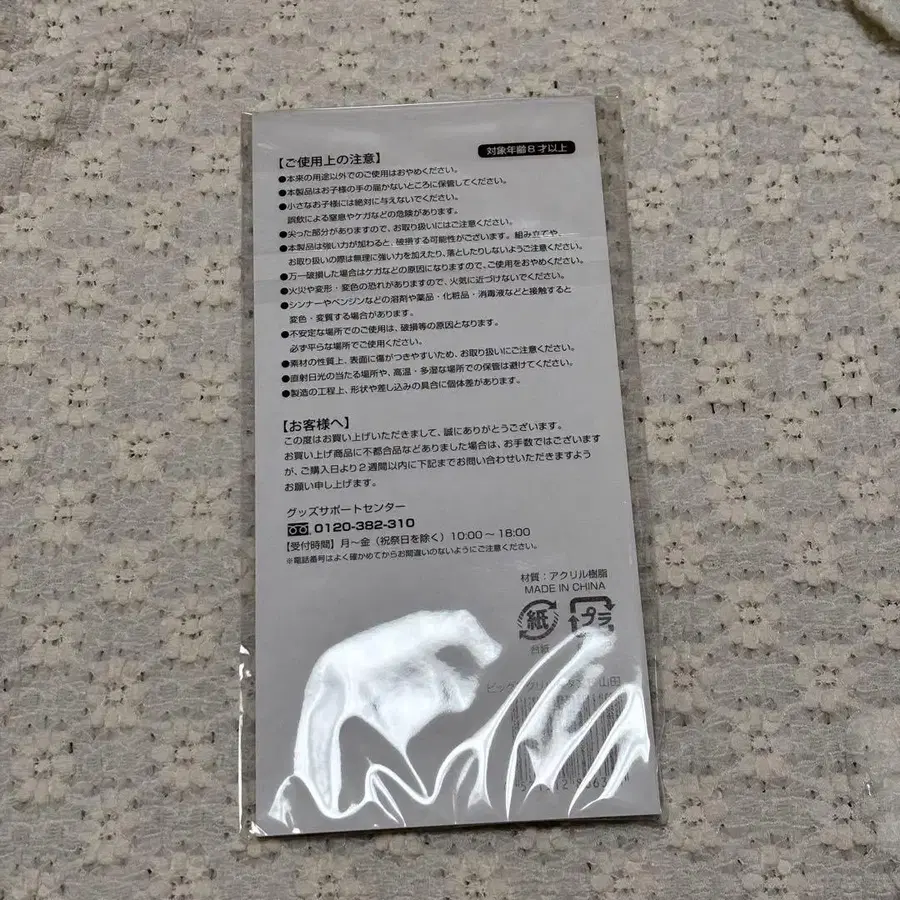 【ご使用上の注意】
対象年齢8才以上
●本来の用途以外でのご使用はおやめください。
●本製品はお子様の手の届かないところに保管してください。
●小さなお子様には絶対に与えないでください。
誤飲による窒息やケガなどの危険があります。
●尖った部分がありますので、お取り扱いにはご注意ください。
●本製品は強い力が加わると、破損する可能性がございます。組み立てや、
お取り扱いの際は無理に強い力を加えたり、落としたりしないようご注意ください。
●万一破損した場合はケガなどの原因になりますので、ご使用をおやめください。
●火災や変形・変色の恐れがありますので、火気に近づけないでください。
●シンナーやベンジンなどの溶剤や薬品・化粧品・消毒液などと接触すると
変色・変質する場合があります。
●不安定な場所でのご使用は、破損等の原因となります。
必ず平らな場所でご使用ください。
●素材の性質上、表面に傷がつきやすいため、お取り扱いにご注意ください。
●直射日光の当たる場所や、高温・多湿な場所での保管は避けてください。
●製造の工程上、形状や差し込みの具合に個体差があります。
【お客様へ】
この度はお買い上げいただきまして、誠にありがとうございます。
お買い上げ商品に不都合品などありました場合は、お手数ではございます
が、ご購入日より2週間以内に下記までお問い合わせいただきますよう
お願い申し上げます。
グッズサポートセンター
0120-382-310
【受付時間】月～金（祝祭日を除く）10:00～18:00
※電話番号はよく確かめてからお間違いのないようにご注意ください。
材質：アクリル樹脂
MADE IN CHINA
紙
プラ
台紙
山田